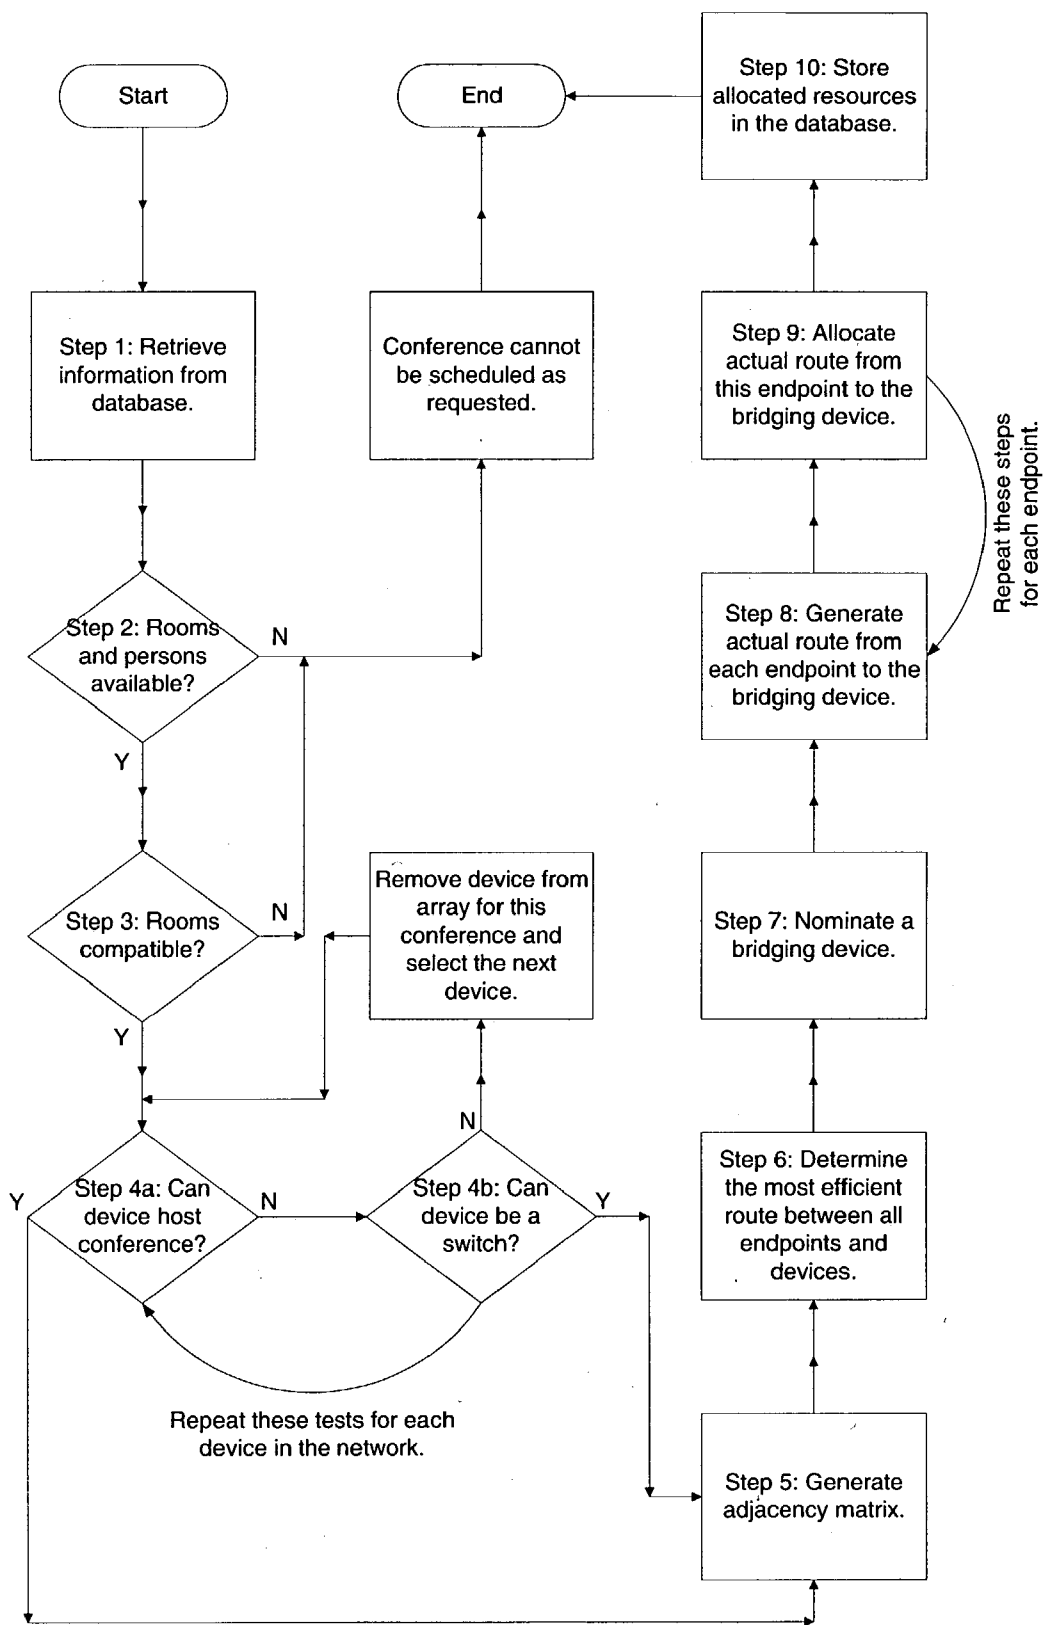 Start
End
Step 10: Store
allocated resources
in the database.
Step 1: Retrieve
information from
database.
Conference cannot
be scheduled as
requested.
Step 9: Allocate
actual route from
this endpoint to the
bridging device.
Repeat these steps
for each endpoint.
Step 2: Rooms
and persons
available?
N
Y
Step 8: Generate
actual route from
each endpoint to the
bridging device.
Step 3: Rooms
compatible?
N
Y
Remove device from
array for this
conference and
select the next
device.
Step 7: Nominate a
bridging device.
Y
Step 4a: Can
device host
conference?
N
N
Step 4b: Can
device be a
switch?
Y
Step 6: Determine
the most efficient
route between all
endpoints and
devices.
Repeat these tests for each
device in the network.
Step 5: Generate
adjacency matrix.